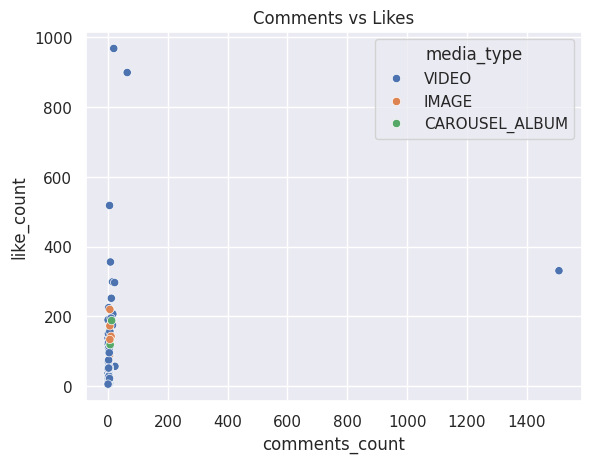 Comments vs Likes
media_type
VIDEO
IMAGE
CAROUSEL_ALBUM
like_count
1000
800
600
400
200
0
0 200 400 600 800 1000 1200 1400
comments_count